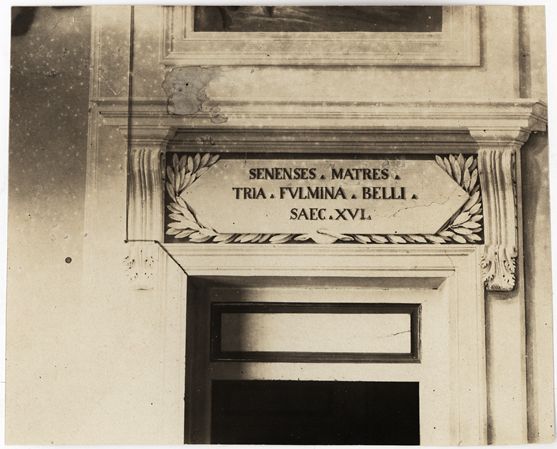 SENENSES . MATRES .
TRIA . FVLMINA . BELLI .
SAEC . XVI .